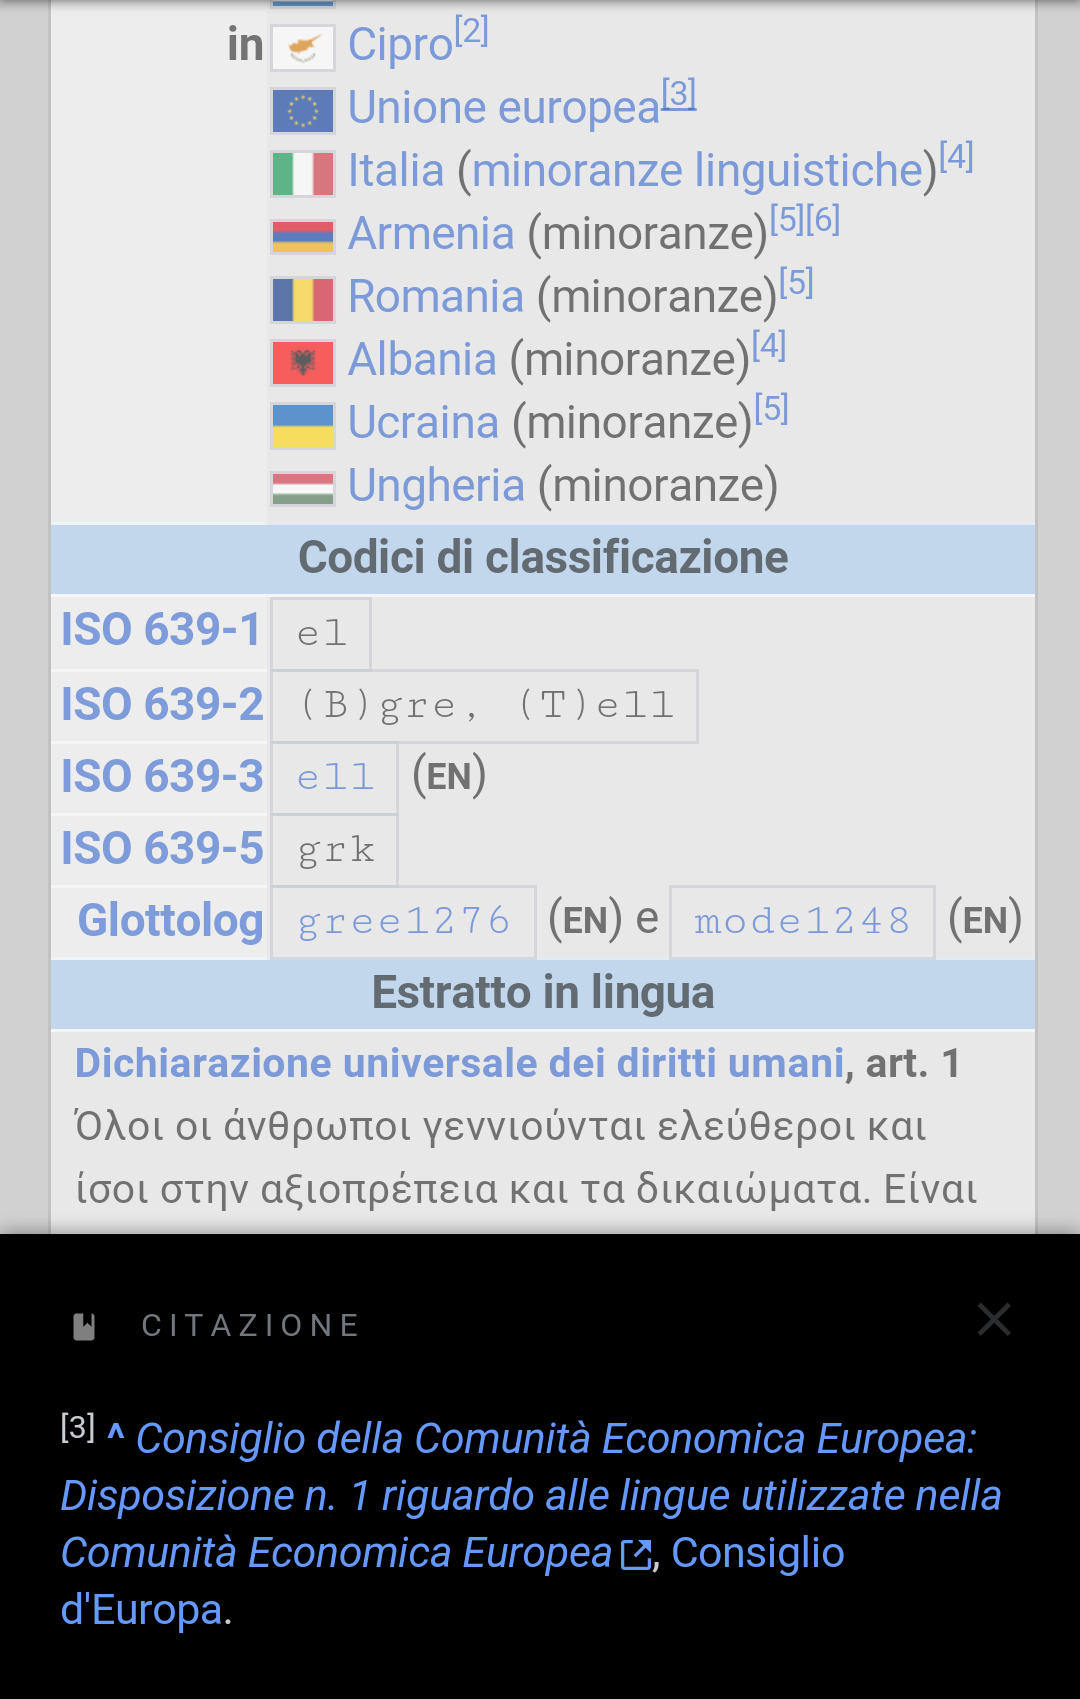 in Cipro[2]
Unione europea[3]
Italia (minoranze linguistiche)[4]
Armenia (minoranze)[5][6]
Romania (minoranze)[5]
Albania (minoranze)[4]
Ucraina (minoranze)[5]
Ungheria (minoranze)
Codici di classificazione
ISO 639-1 el
ISO 639-2 (B)gre, (T)ell
ISO 639-3 ell (EN)
ISO 639-5 grk
Glottolog gree1276 (EN) e mode1248 (EN)
Estratto in lingua
Dichiarazione universale dei diritti umani, art. 1
Όλοι οι άνθρωποι γεννιούνται ελεύθεροι και
ίσοι στην αξιοπρέπεια και τα δικαιώματα. Είναι
CITAZIONE
[3] ^ Consiglio della Comunità Economica Europea:
Disposizione n. 1 riguardo alle lingue utilizzate nella
Comunità Economica Europea, Consiglio
d'Europa.